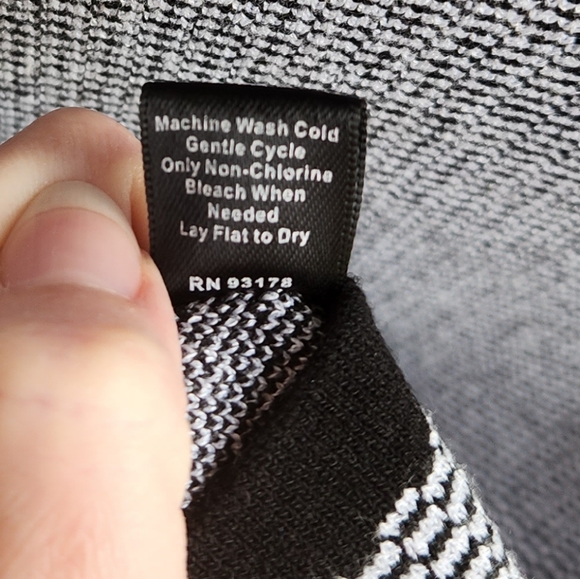 Machine Wash Cold
Gentle Cycle
Only Non-Chlorine
Bleach When
Needed
Lay Flat to Dry
RN 93178